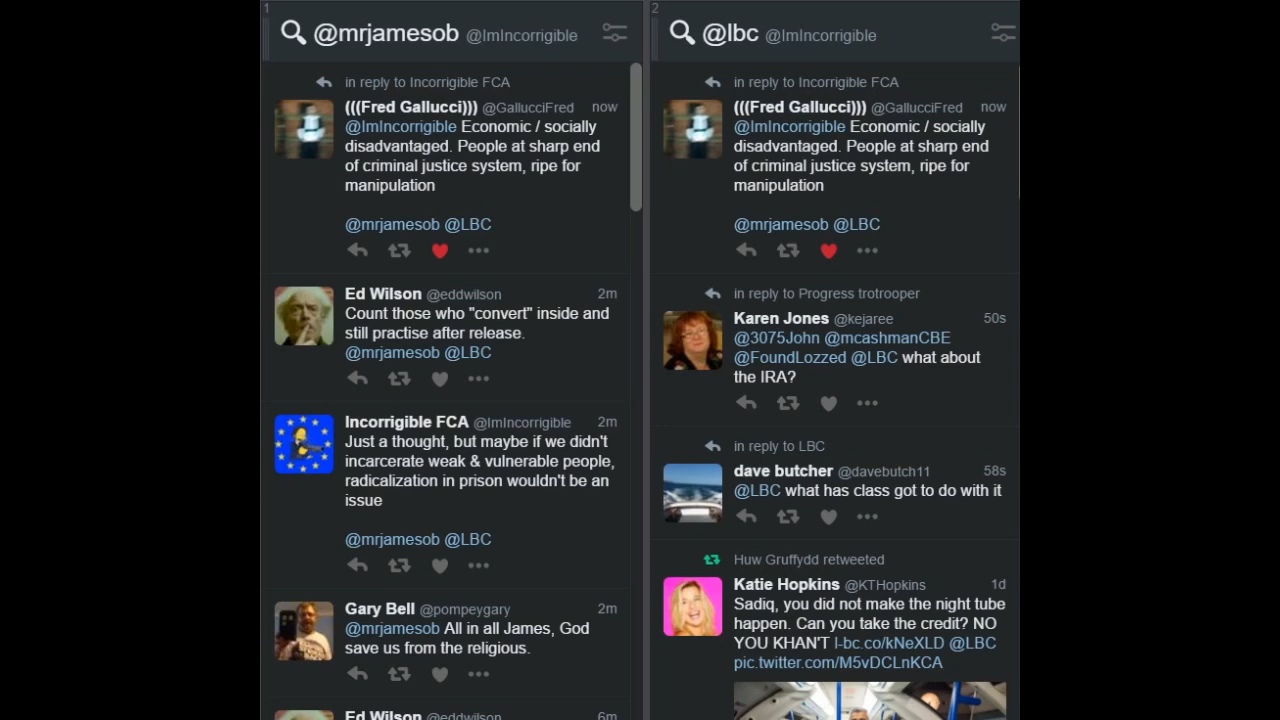 1
@mrjamesob @ImIncorrigible
in reply to Incorrigible FCA
(((Fred Gallucci))) @GallucciFred now
@ImIncorrigible Economic / socially
disadvantaged. People at sharp end
of criminal justice system, ripe for
manipulation
@mrjamesob @LBC
Ed Wilson @eddwilson 2m
Count those who "convert" inside and
still practise after release.
@mrjamesob @LBC
Incorrigible FCA @ImIncorrigible 2m
Just a thought, but maybe if we didn't
incarcerate weak & vulnerable people,
radicalization in prison wouldn't be an
issue
@mrjamesob @LBC
Gary Bell @pompeygary 2m
@mrjamesob All in all James, God
save us from the religious.
Ed Wilson @eddwilson 6m
2
@lbc @ImIncorrigible
in reply to Incorrigible FCA
(((Fred Gallucci))) @GallucciFred now
@ImIncorrigible Economic / socially
disadvantaged. People at sharp end
of criminal justice system, ripe for
manipulation
@mrjamesob @LBC
in reply to Progress trotrooper
Karen Jones @kejaree 50s
@3075John @mcashmanCBE
@FoundLozzed @LBC what about
the IRA?
in reply to LBC
dave butcher @davebutch11 58s
@LBC what has class got to do with it
Huw Gruffydd retweeted
Katie Hopkins @KTHopkins 1d
Sadiq, you did not make the night tube
happen. Can you take the credit? NO
YOU KHAN'T l-bc.co/kNeXLD @LBC
pic.twitter.com/M5vDCLnKCA